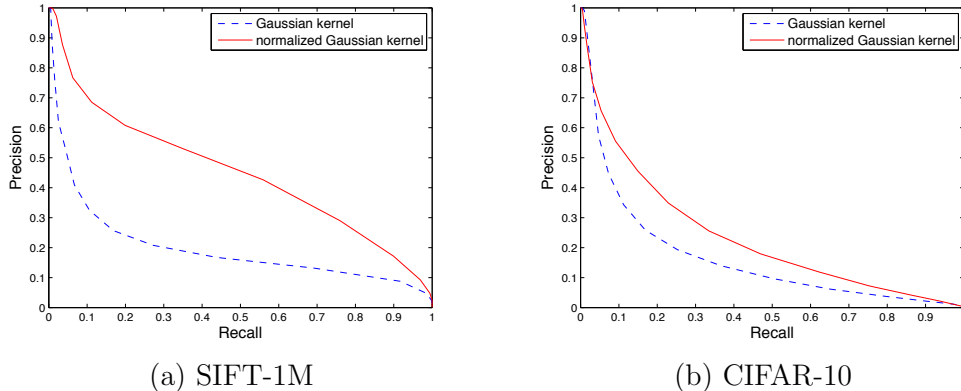 Gaussian kernel
normalized Gaussian kernel
Precision
1
0.9
0.8
0.7
0.6
0.5
0.4
0.3
0.2
0.1
0
0 0.1 0.2 0.3 0.4 0.5 0.6 0.7 0.8 0.9 1
Recall
(a) SIFT-1M
Gaussian kernel
normalized Gaussian kernel
Precision
1
0.9
0.8
0.7
0.6
0.5
0.4
0.3
0.2
0.1
0
0 0.1 0.2 0.3 0.4 0.5 0.6 0.7 0.8 0.9
Recall
(b) CIFAR-10